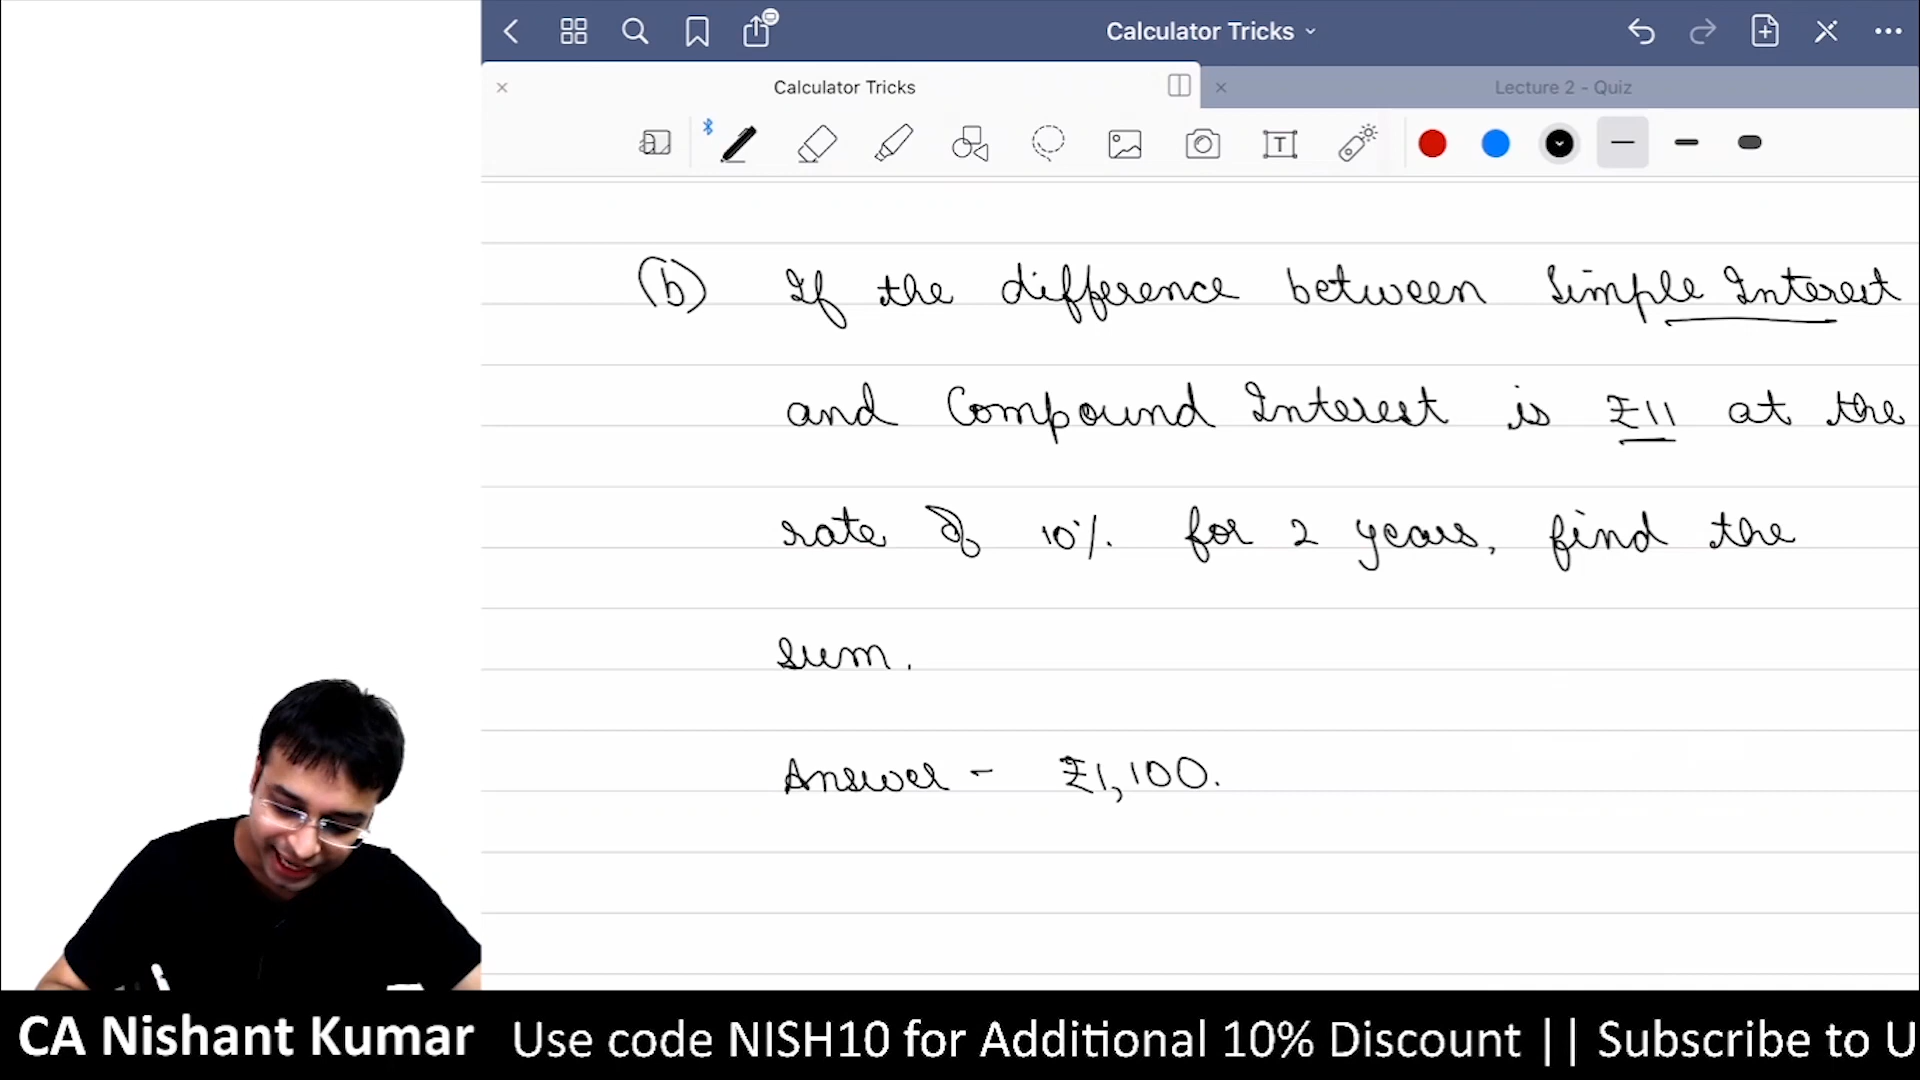 Calculator Tricks
Calculator Tricks
Lecture 2 - Quiz
(b) If the difference between Simple Interest
and Compound Interest is ₹11 at the
rate of 10% for 2 years, find the
sum.
Answer - ₹1,100.
CA Nishant Kumar Use code NISH10 for Additional 10% Discount || Subscribe to U